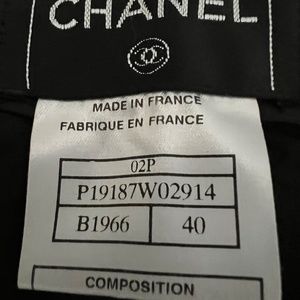 CHANEL
MADE IN FRANCE
FABRIQUE EN FRANCE
02P
P19187W02914
B1966 40
COMPOSITION